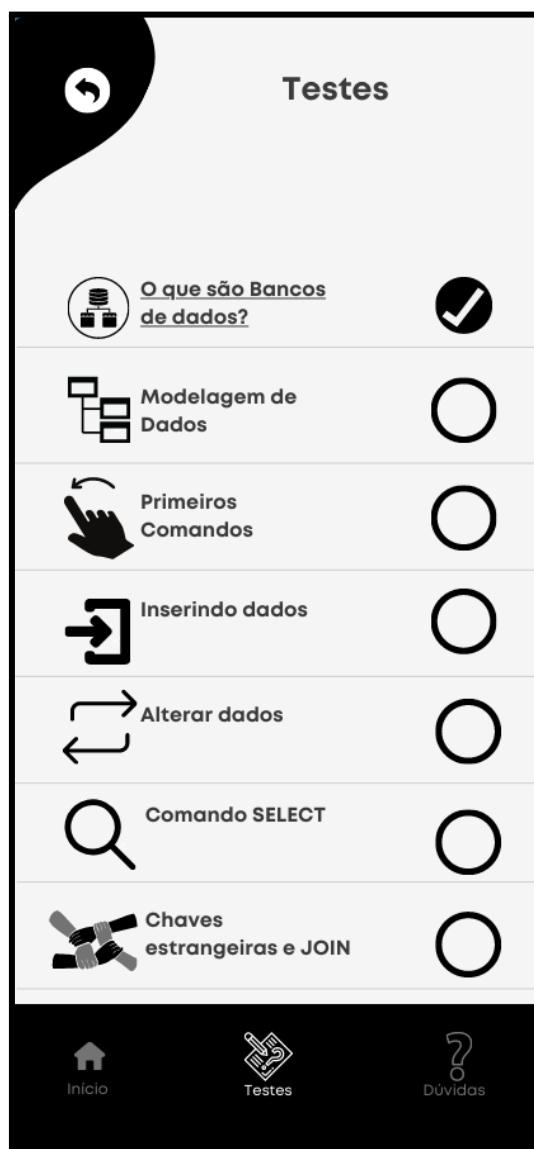 Testes
O que são Bancos
de dados?
Modelagem de
Dados
Primeiros
Comandos
Inserindo dados
Alterar dados
Comando SELECT
Chaves
estrangeiras e JOIN
Início
Testes
Dúvidas